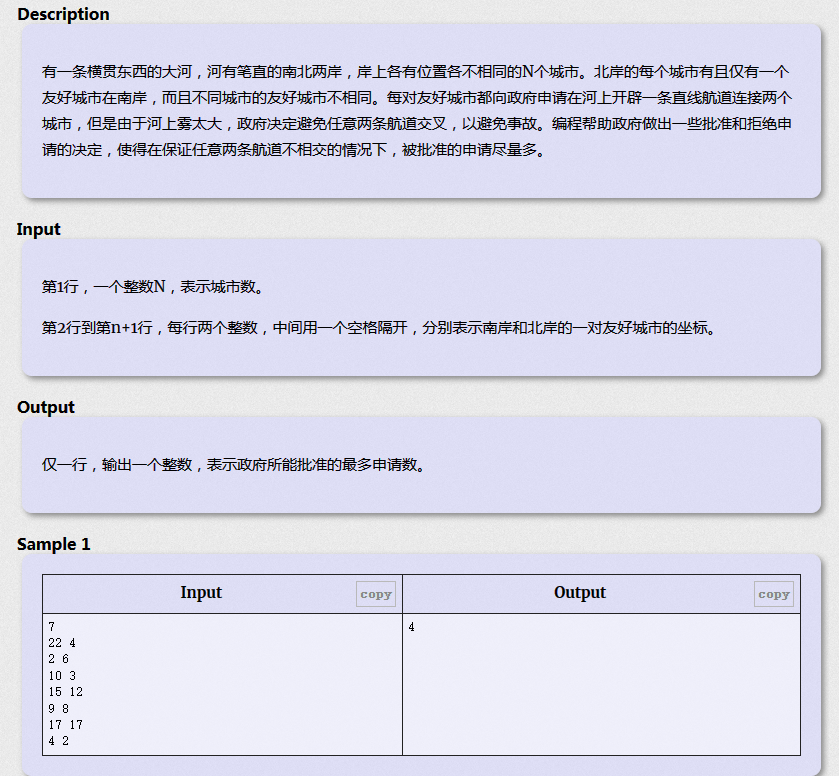 Description
有一条横贯东西的大河，河有笔直的南北两岸，岸上各有位置各不相同的N个城市。北岸的每个城市有且仅有一个
友好城市在南岸，而且不同城市的友好城市不相同。每对友好城市都向政府申请在河上开辟一条直线航道连接两个
城市，但是由于河上雾太大，政府决定避免任意两条航道交叉，以避免事故。编程帮助政府做出一些批准和拒绝申
请的决定，使得在保证任意两条航道不相交的情况下，被批准的申请尽量多。
Input
第1行，一个整数N，表示城市数。
第2行到第n+1行，每行两个整数，中间用一个空格隔开，分别表示南岸和北岸的一对友好城市的坐标。
Output
仅一行，输出一个整数，表示政府所能批准的最多申请数。
Sample 1
Input copy Output copy
7 4
22 4
2 6
10 3
15 12
9 8
17 17
4 2